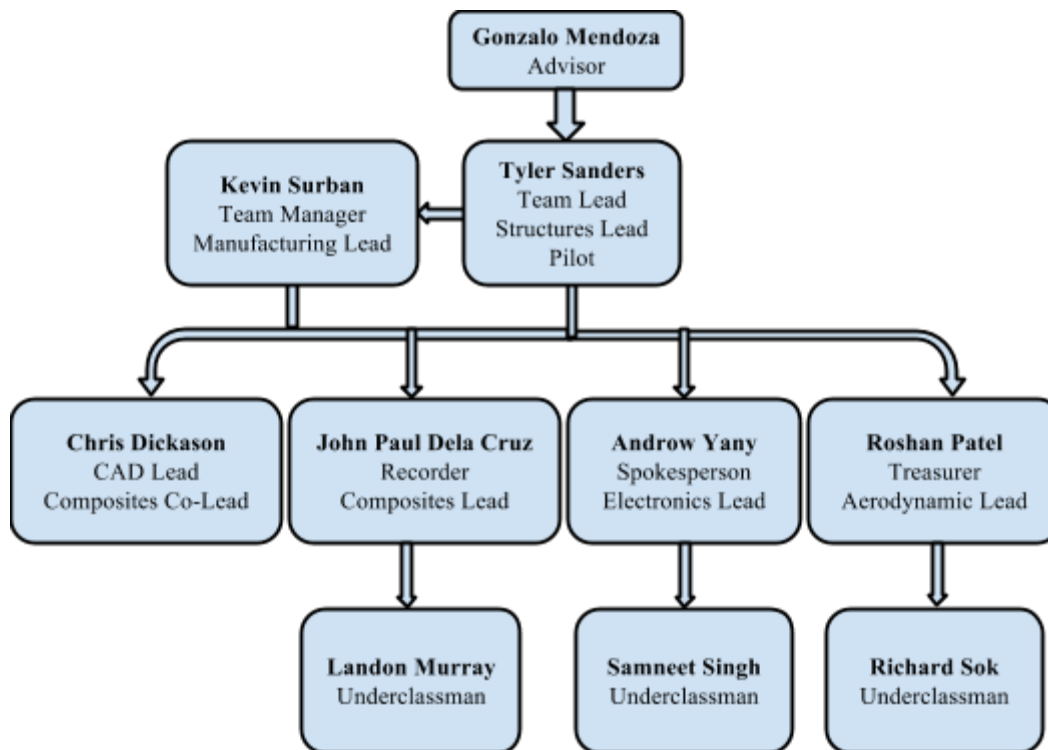 Gonzalo Mendoza
Advisor
Kevin Surban
Team Manager
Manufacturing Lead
Tyler Sanders
Team Lead
Structures Lead
Pilot
Chris Dickason
CAD Lead
Composites Co-Lead
John Paul Dela Cruz
Recorder
Composites Lead
Androw Yany
Spokesperson
Electronics Lead
Roshan Patel
Treasurer
Aerodynamic Lead
Landon Murray
Underclassman
Samneet Singh
Underclassman
Richard Sok
Underclassman